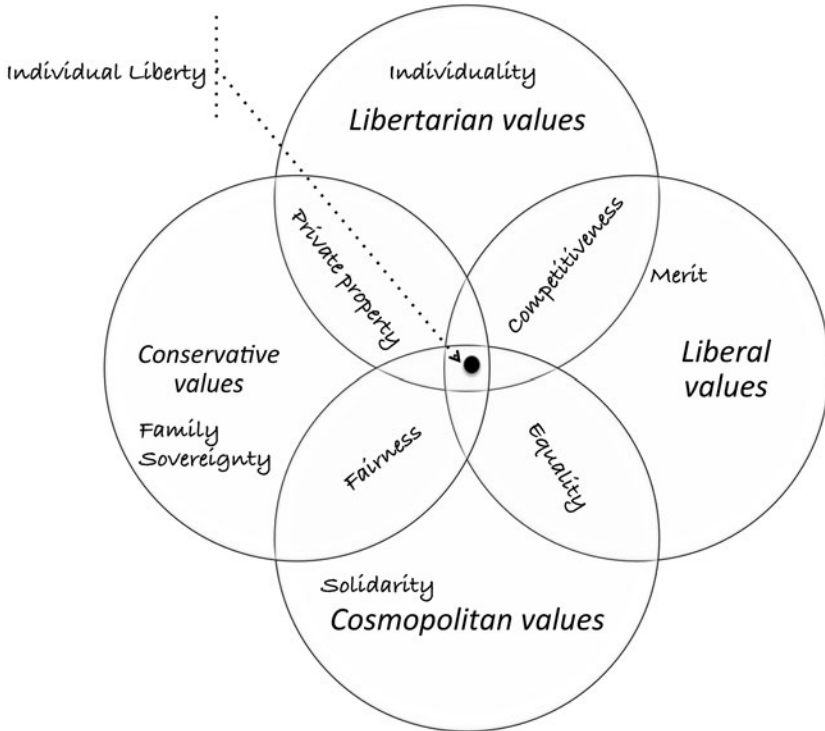 Individual Liberty
Individuality
Libertarian values
Private property
Competitiveness
Merit
Conservative
values
Liberal
values
Family
Sovereignty
Fairness
Equality
Solidarity
Cosmopolitan values